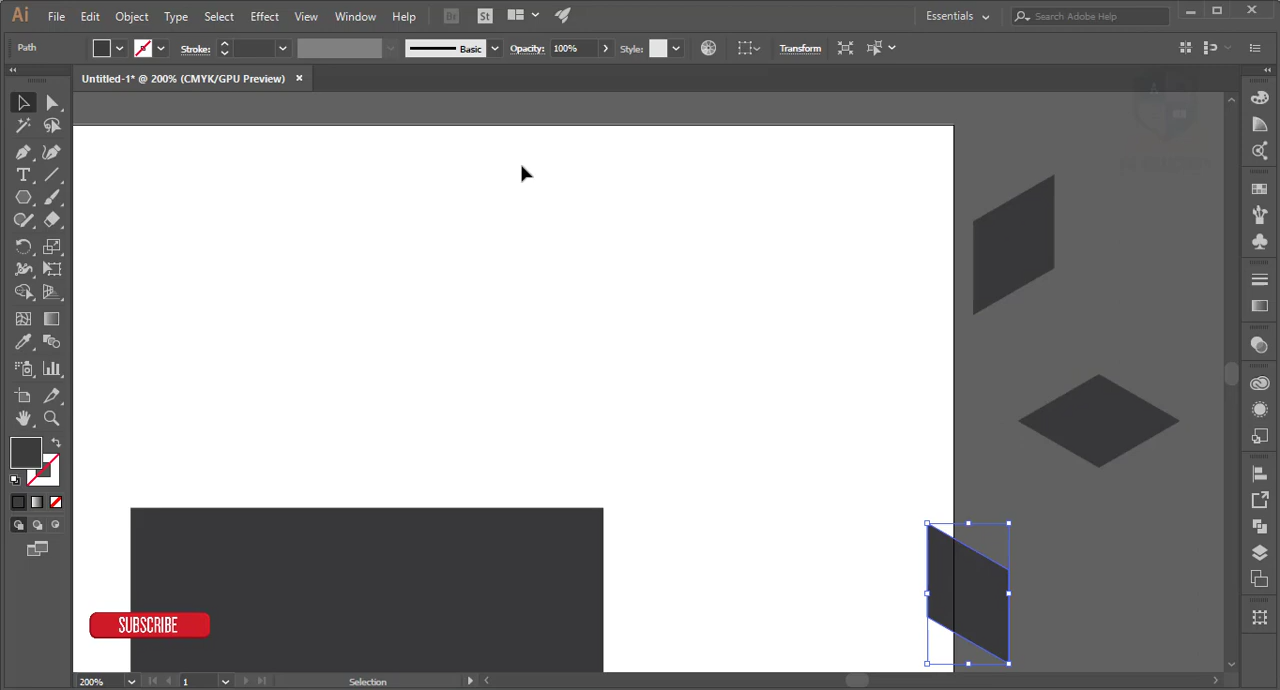 Ai File Edit Object Type Select Effect View Window Help Br St Essentials Search Adobe Help
Path Stroke: Basic Opacity: 100% Style: Transform
Untitled-1* @ 200% (CMYK/GPU Preview)
SUBSCRIBE
200% 1 Selection